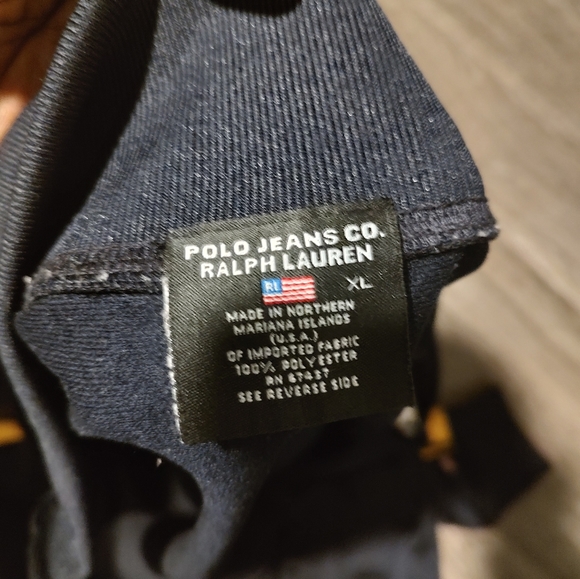 POLO JEANS CO.
RALPH LAUREN
RL XL
MADE IN NORTHERN
MARIANA ISLANDS
(U.S.A.)
OF IMPORTED FABRIC
100% POLYESTER
RN 67437
SEE REVERSE SIDE